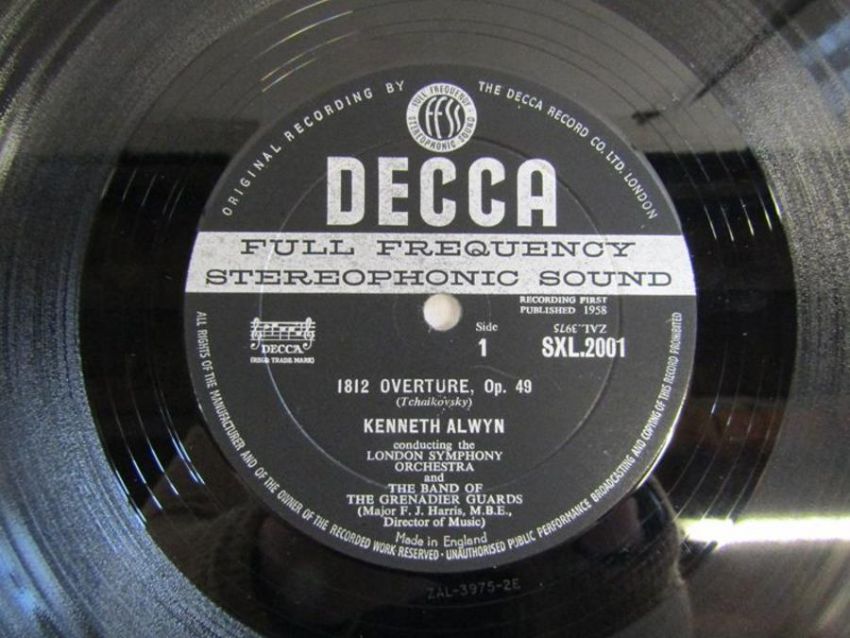 ORIGINAL RECORDING BY THE DECCA RECORD CO. LTD. LONDON
FULL FREQUENCY
FFSS
STEREOPHONIC SOUND
DECCA
FULL FREQUENCY
STEREOPHONIC SOUND
RECORDING FIRST
PUBLISHED 1958
ZAL.3975
Side
1
SXL.2001
DECCA
(REGD. TRADE MARK)
1812 OVERTURE, Op. 49
(Tchaikovsky)
KENNETH ALWYN
conducting the
LONDON SYMPHONY
ORCHESTRA
and
THE BAND OF
THE GRENADIER GUARDS
(Major F. J. Harris, M.B.E.,
Director of Music)
Made in England
ALL RIGHTS OF THE MANUFACTURER AND OF THE OWNER OF THE RECORDED WORK RESERVED · UNAUTHORISED PUBLIC PERFORMANCE BROADCASTING AND COPYING OF THIS RECORD PROHIBITED
ZAL-3975-2E